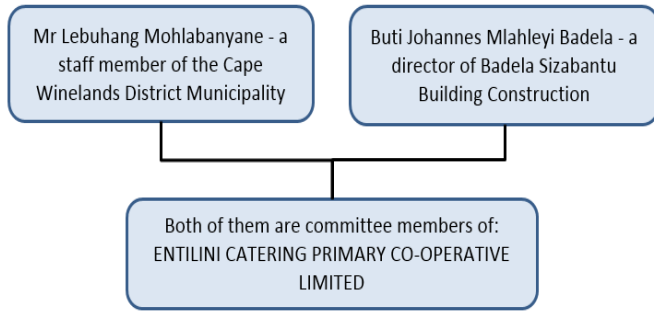 Mr Lebuhang Mohlabanyane - a
staff member of the Cape
Winelands District Municipality
Buti Johannes Mlahleyi Badela - a
director of Badela Sizabantu
Building Construction
Both of them are committee members of:
ENTILINI CATERING PRIMARY CO-OPERATIVE
LIMITED